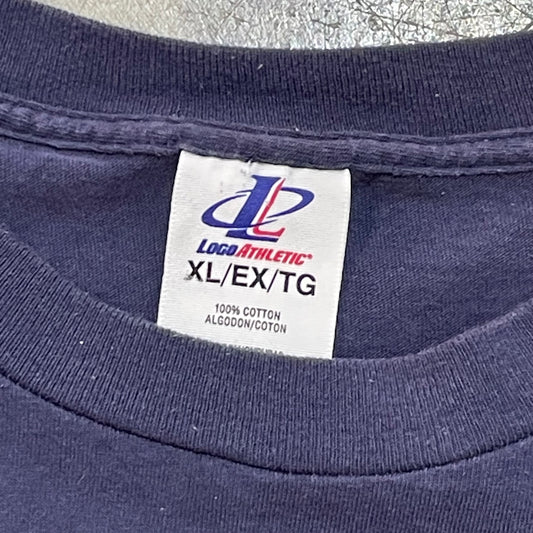 LOGO ATHLETIC
XL/EX/TG
100% COTTON
ALGODON/COTON